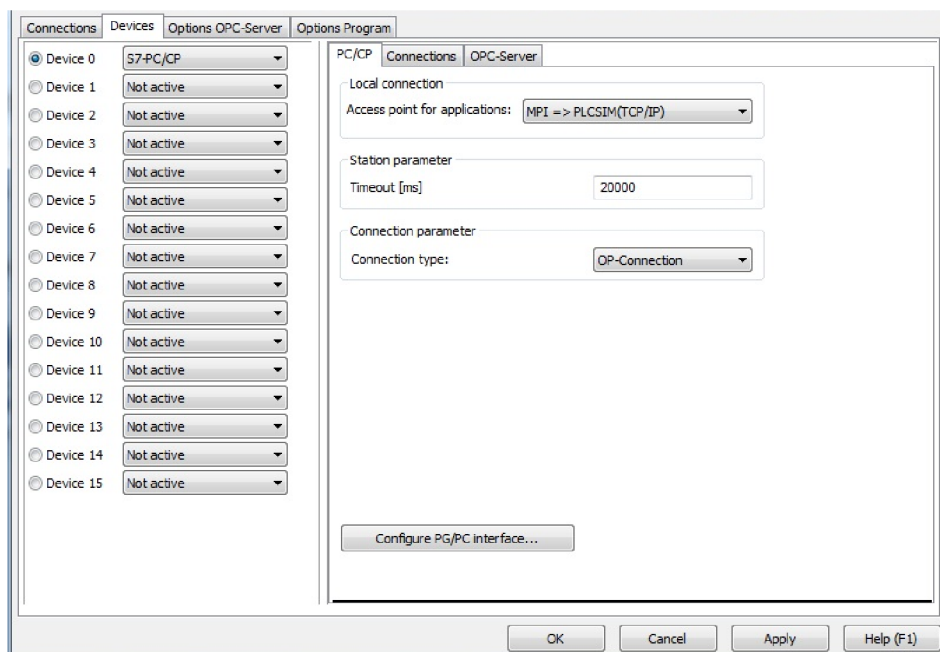 Connections Devices Options OPC-Server Options Program
Device 0 S7-PC/CP
Device 1 Not active
Device 2 Not active
Device 3 Not active
Device 4 Not active
Device 5 Not active
Device 6 Not active
Device 7 Not active
Device 8 Not active
Device 9 Not active
Device 10 Not active
Device 11 Not active
Device 12 Not active
Device 13 Not active
Device 14 Not active
Device 15 Not active
PC/CP Connections OPC-Server
Local connection
Access point for applications: MPI => PLCSIM(TCP/IP)
Station parameter
Timeout [ms] 20000
Connection parameter
Connection type: OP-Connection
Configure PG/PC interface...
OK Cancel Apply Help (F1)